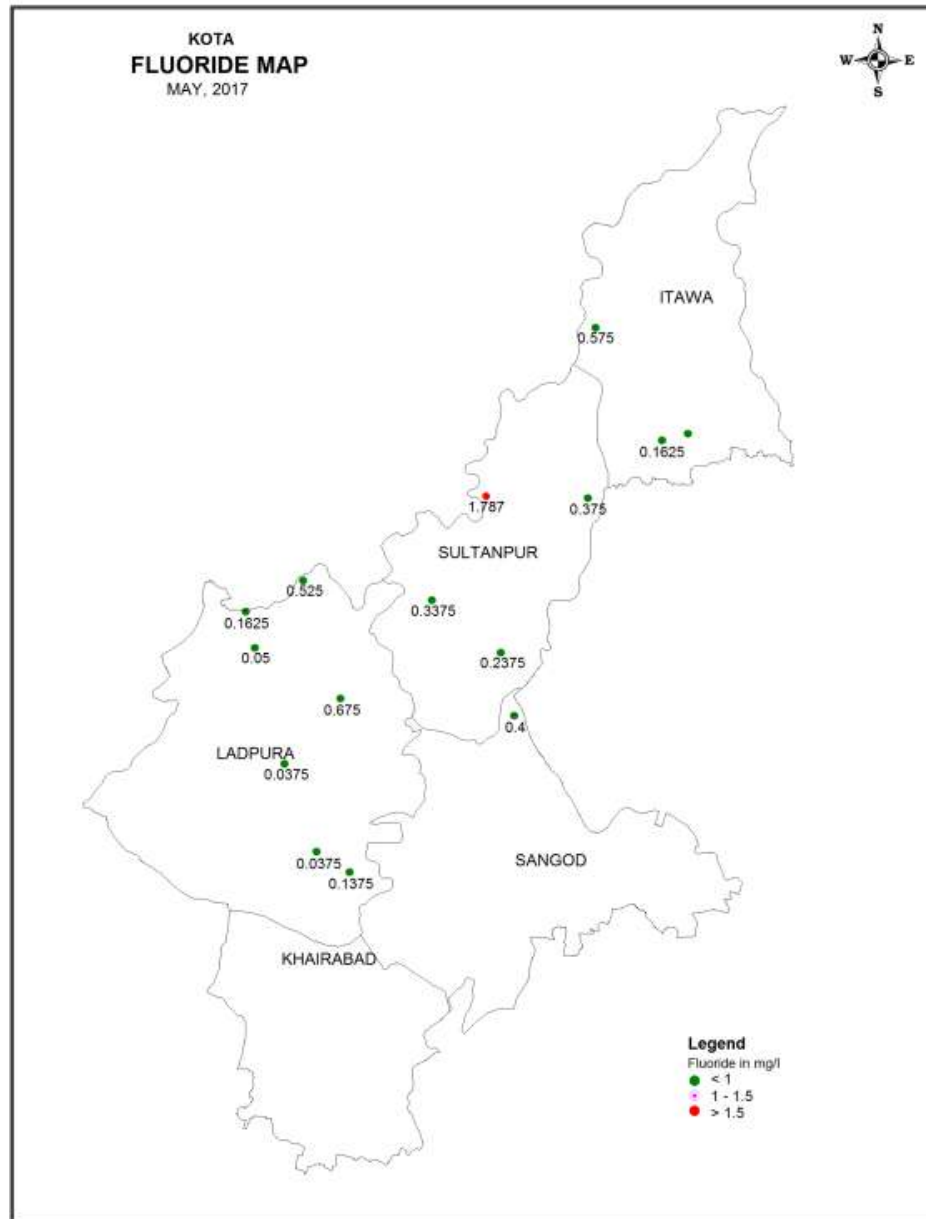 KOTA
FLUORIDE MAP
MAY, 2017
N
W E
S
ITAWA
0.575
0.1625
1.787
0.375
SULTANPUR
0.525
0.3375
0.1625
0.05
0.2375
0.675
0.4
LADPURA
0.0375
0.0375
SANGOD
0.1375
KHAIRABAD
Legend
Fluoride in mg/l
< 1
1 - 1.5
> 1.5